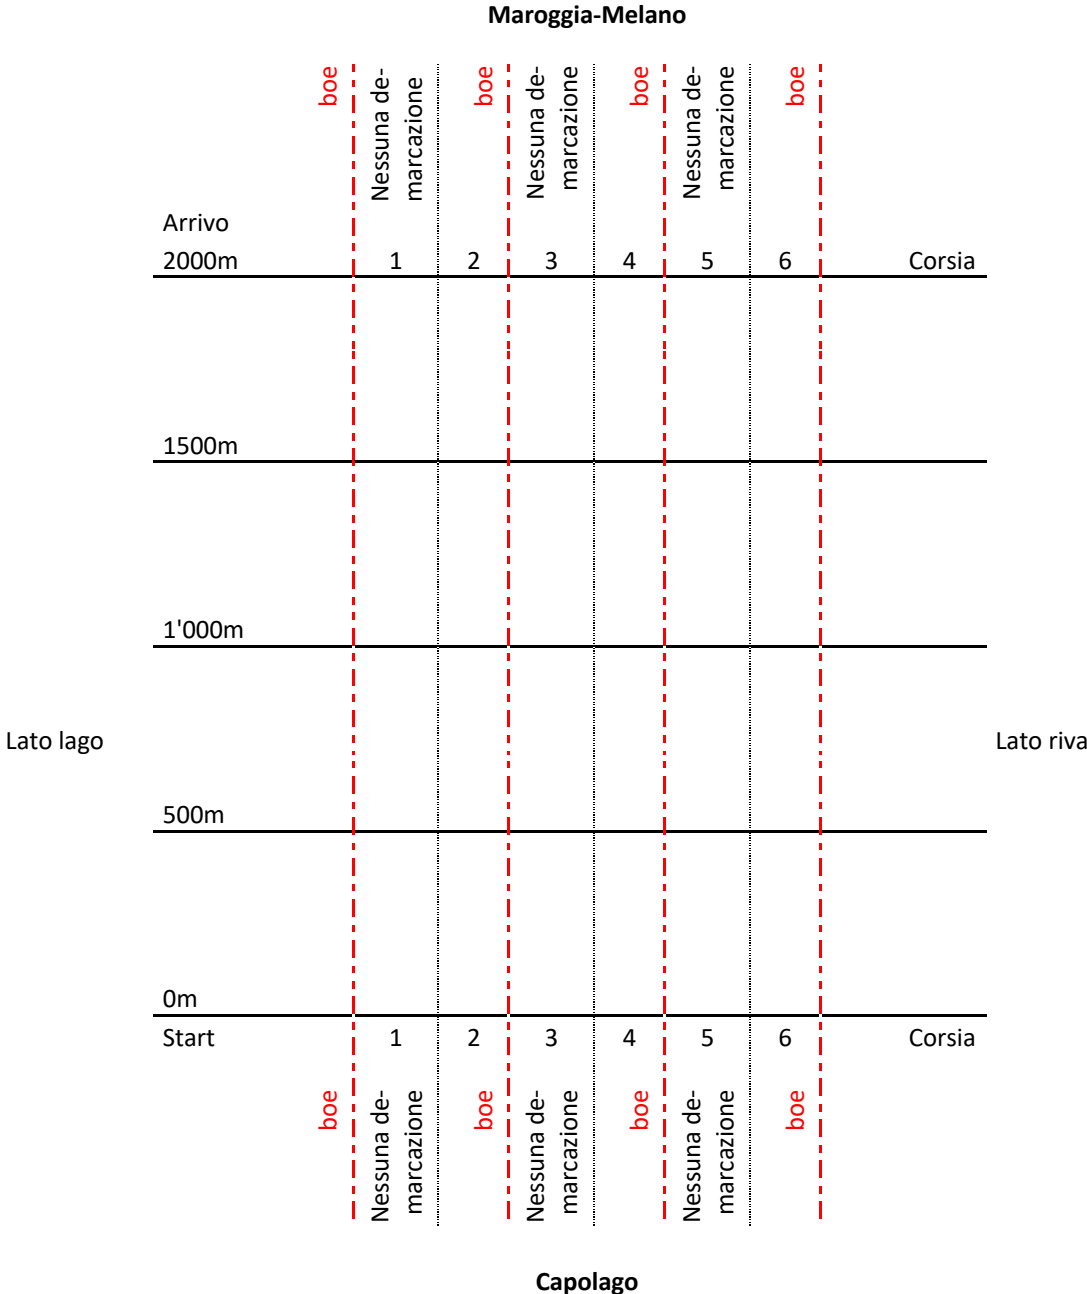 Maroggia-Melano
boe
Nessuna de-
marcazione
boe
Nessuna de-
marcazione
boe
Nessuna de-
marcazione
boe
Arrivo
2000m 1 2 3 4 5 6 Corsia
1500m
1'000m
Lato lago
Lato riva
500m
0m
Start 1 2 3 4 5 6 Corsia
boe
Nessuna de-
marcazione
boe
Nessuna de-
marcazione
boe
Nessuna de-
marcazione
boe
Capolago